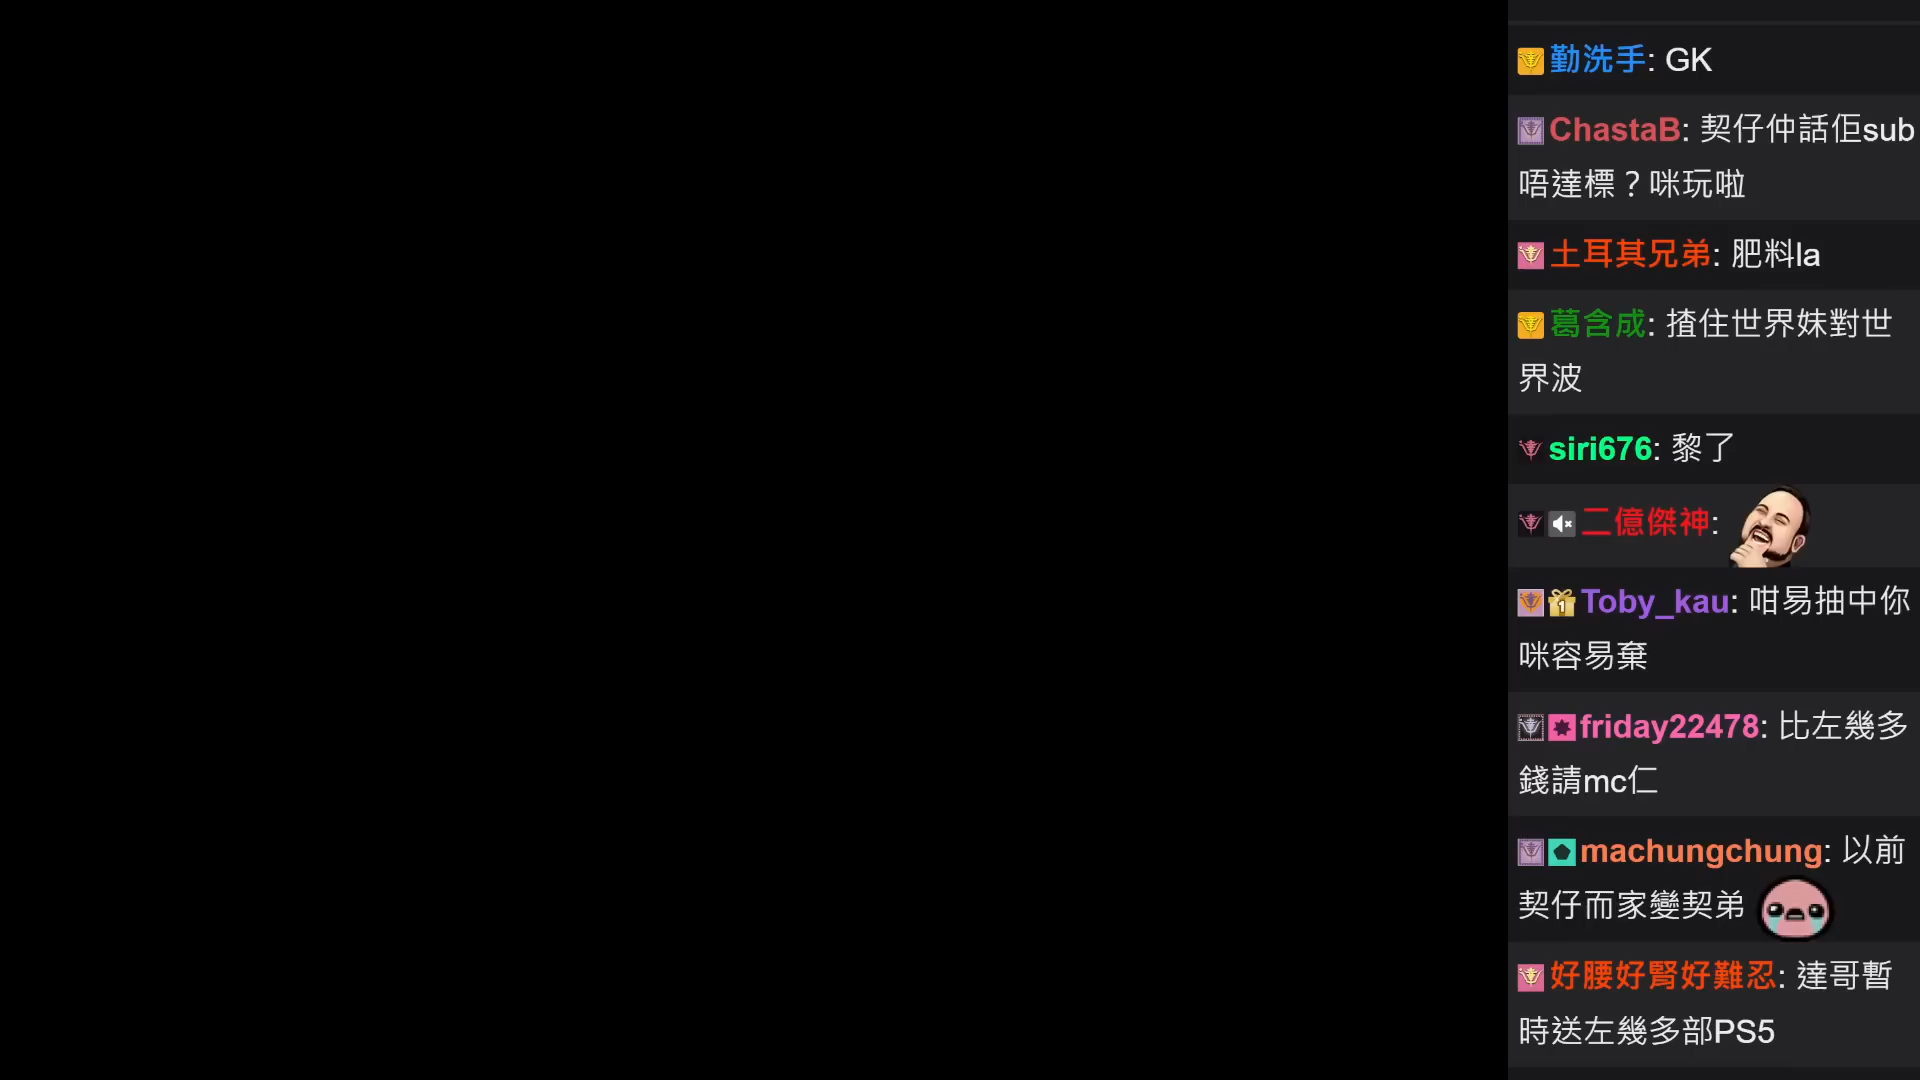 勤洗手: GK
ChastaB: 契仔仲話佢sub
唔達標？咪玩啦
土耳其兄弟: 肥料la
葛含成: 揸住世界妹對世
界波
siri676: 黎了
二億傑神:
Toby_kau: 咁易抽中你
咪容易棄
friday22478: 比左幾多
錢請mc仁
machungchung: 以前
契仔而家變契弟
好腰好腎好難忍: 達哥暫
時送左幾多部PS5